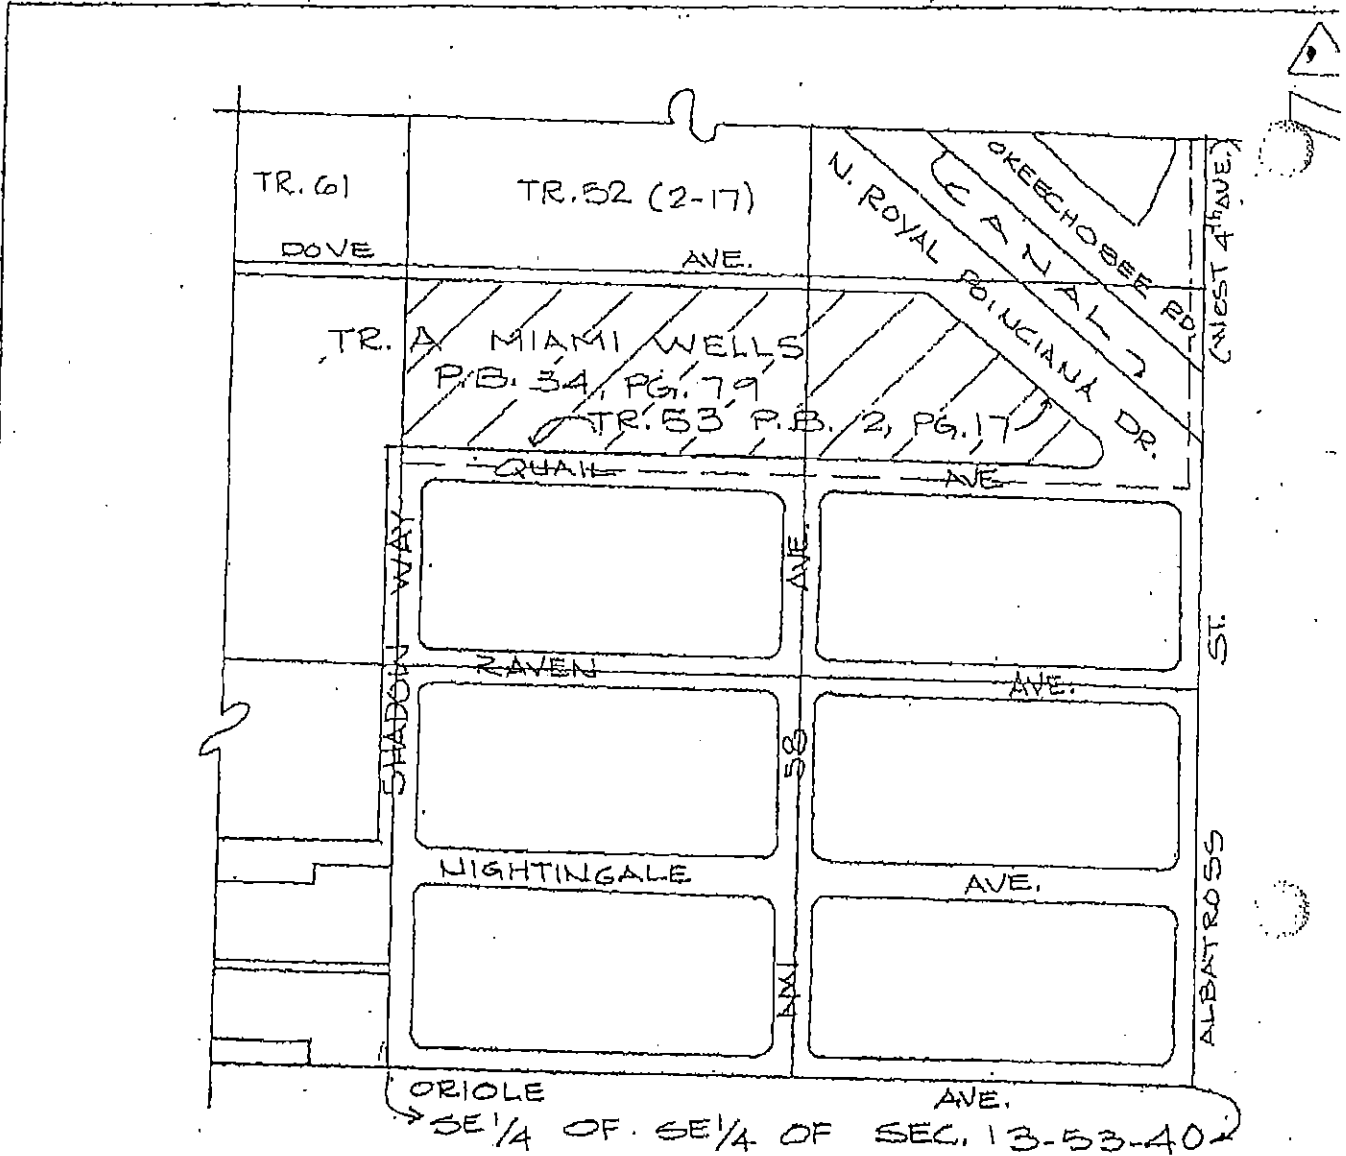 TR. 61
TR. 52 (2-17)
N. ROYAL POINCIANA DR.
CANAL
OKEECHOBEE RD.
(WEST 4th AVE.)
DOVE AVE.
TR. A MIAMI WELLS
P.B. 34, PG. 79
TR. 53 P.B. 2, PG. 17
QUAIL AVE.
SHADOW WAY
58 AVE.
RAVEN AVE.
NIGHTINGALE AVE.
ALBATROSS ST.
ORIOLE AVE.
SE 1/4 OF SE 1/4 OF SEC. 13-53-40